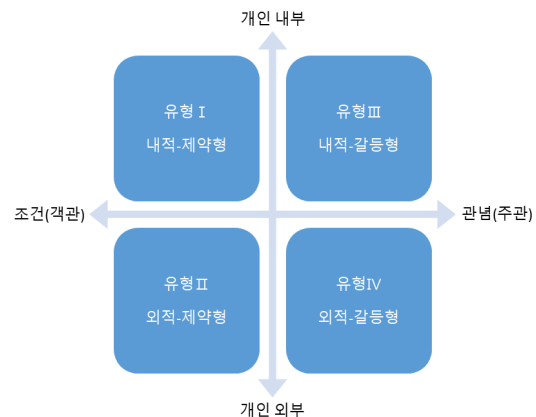 개인 내부
유형Ⅰ
내적-제약형
유형Ⅲ
내적-갈등형
조건(객관)
관념(주관)
유형Ⅱ
외적-제약형
유형Ⅳ
외적-갈등형
개인 외부